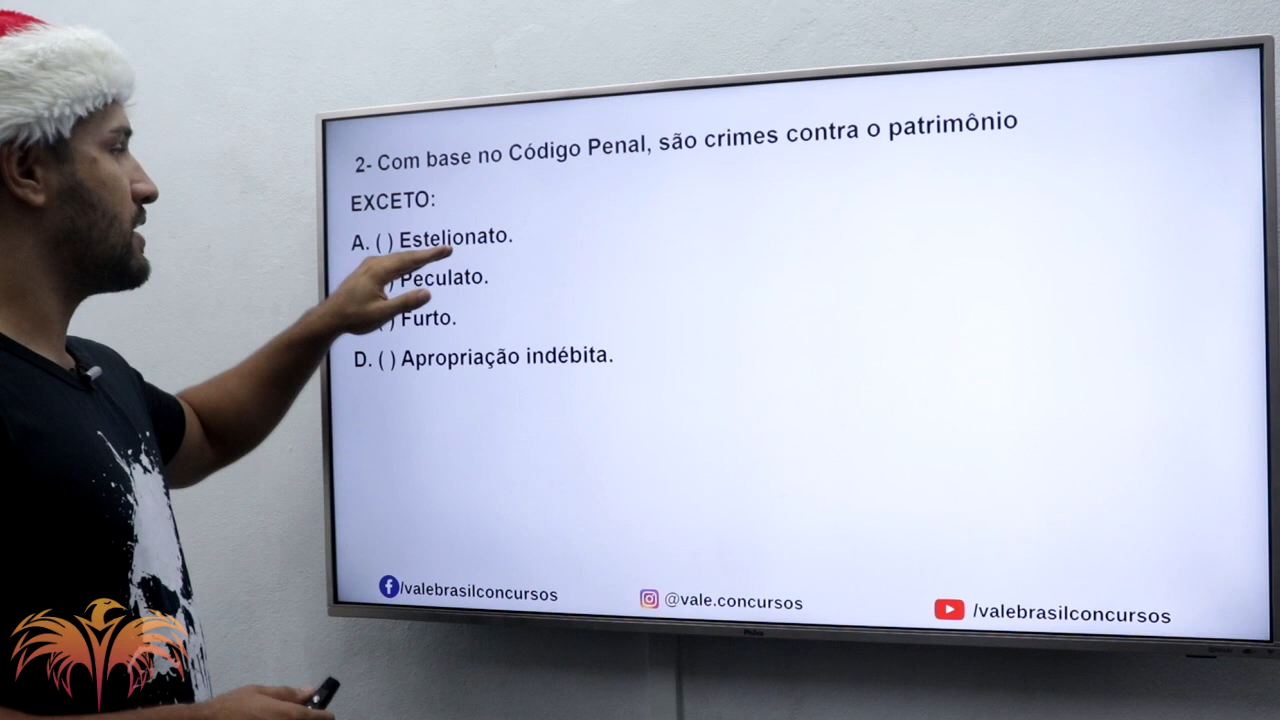 2- Com base no Código Penal, são crimes contra o patrimônio
EXCETO:
A. ( ) Estelionato.
) Peculato.
( ) Furto.
D. ( ) Apropriação indébita.
/valebrasilconcursos
@vale.concursos
/valebrasilconcursos
Philco